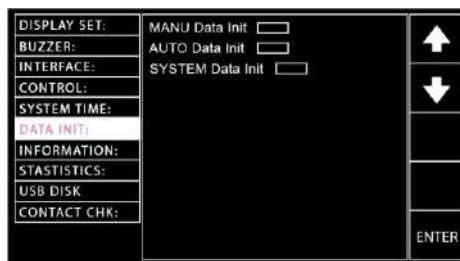 DISPLAY SET:
BUZZER:
INTERFACE:
CONTROL:
SYSTEM TIME:
DATA INIT:
INFORMATION:
STASTISTICS:
USB DISK
CONTACT CHK:
MANU Data Init
AUTO Data Init
SYSTEM Data Init
ENTER